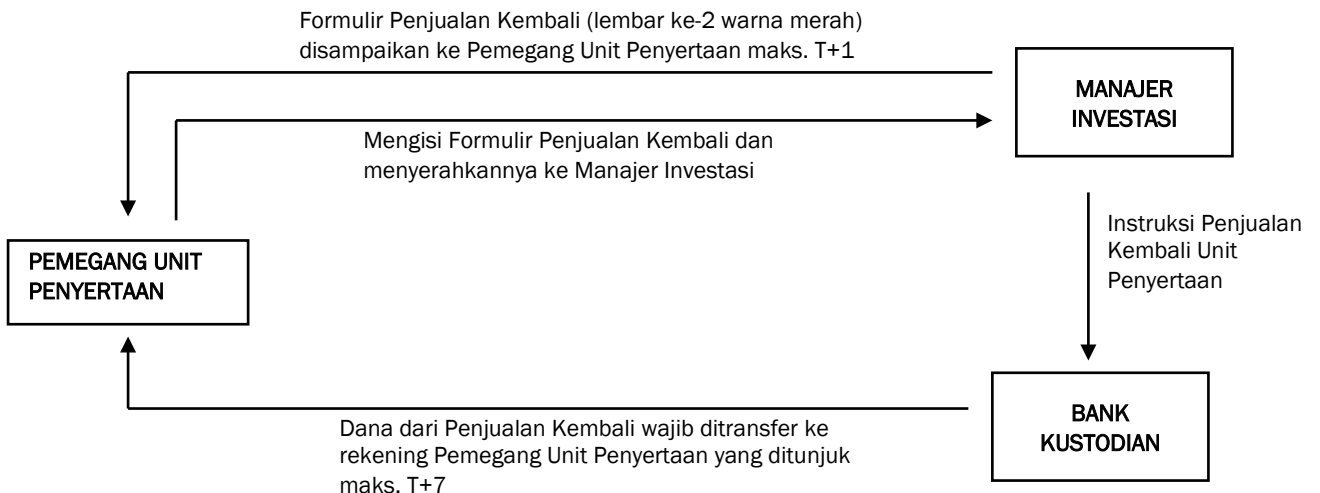 Formulir Penjualan Kembali (lembar ke-2 warna merah)
disampaikan ke Pemegang Unit Penyertaan maks. T+1
MANAJER
INVESTASI
Mengisi Formulir Penjualan Kembali dan
menyerahkannya ke Manajer Investasi
Instruksi Penjualan
Kembali Unit
Penyertaan
PEMEGANG UNIT
PENYERTAAN
BANK
KUSTODIAN
Dana dari Penjualan Kembali wajib ditransfer ke
rekening Pemegang Unit Penyertaan yang ditunjuk
maks. T+7